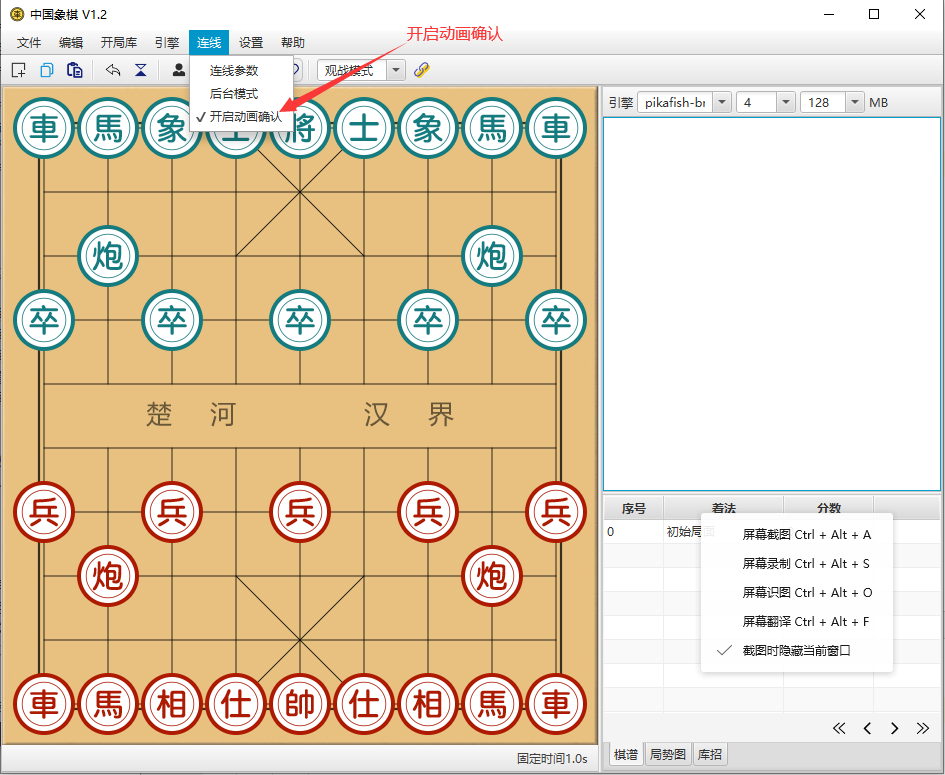 中国象棋 V1.2
文件 编辑 开局库 引擎 连线 设置 帮助
开启动画确认
连线参数
后台模式
✓ 开启动画确认
观战模式
引擎 pikafish-br 4 128 MB
車 馬 象 士 將 士 象 馬 車
炮 炮
卒 卒 卒 卒 卒
楚 河 汉 界
兵 兵 兵 兵 兵
炮 炮
車 馬 相 仕 帥 仕 相 馬 車
序号 着法 分数
0 初始局
屏幕截图 Ctrl + Alt + A
屏幕录制 Ctrl + Alt + S
屏幕识图 Ctrl + Alt + O
屏幕翻译 Ctrl + Alt + F
截图时隐藏当前窗口
棋谱 局势图 库招
固定时间1.0s